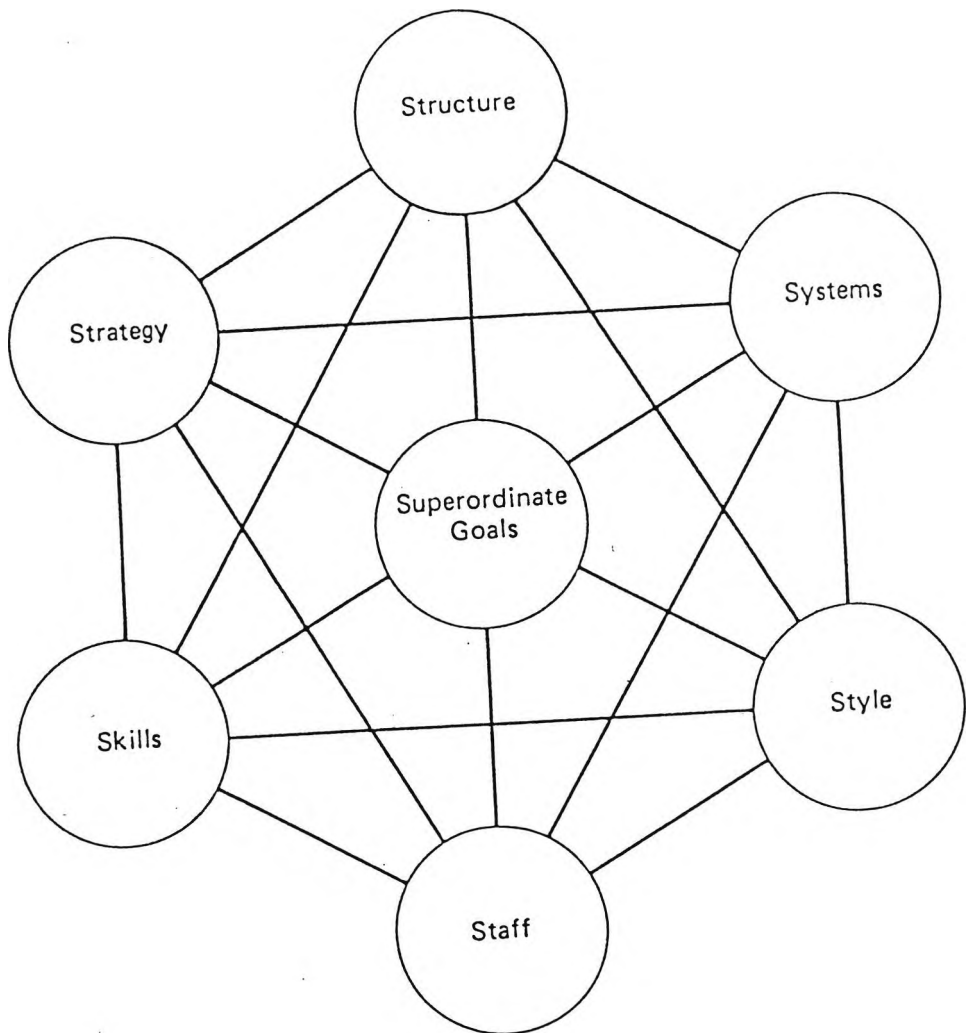 Structure
Systems
Strategy
Superordinate
Goals
Style
Skills
Staff